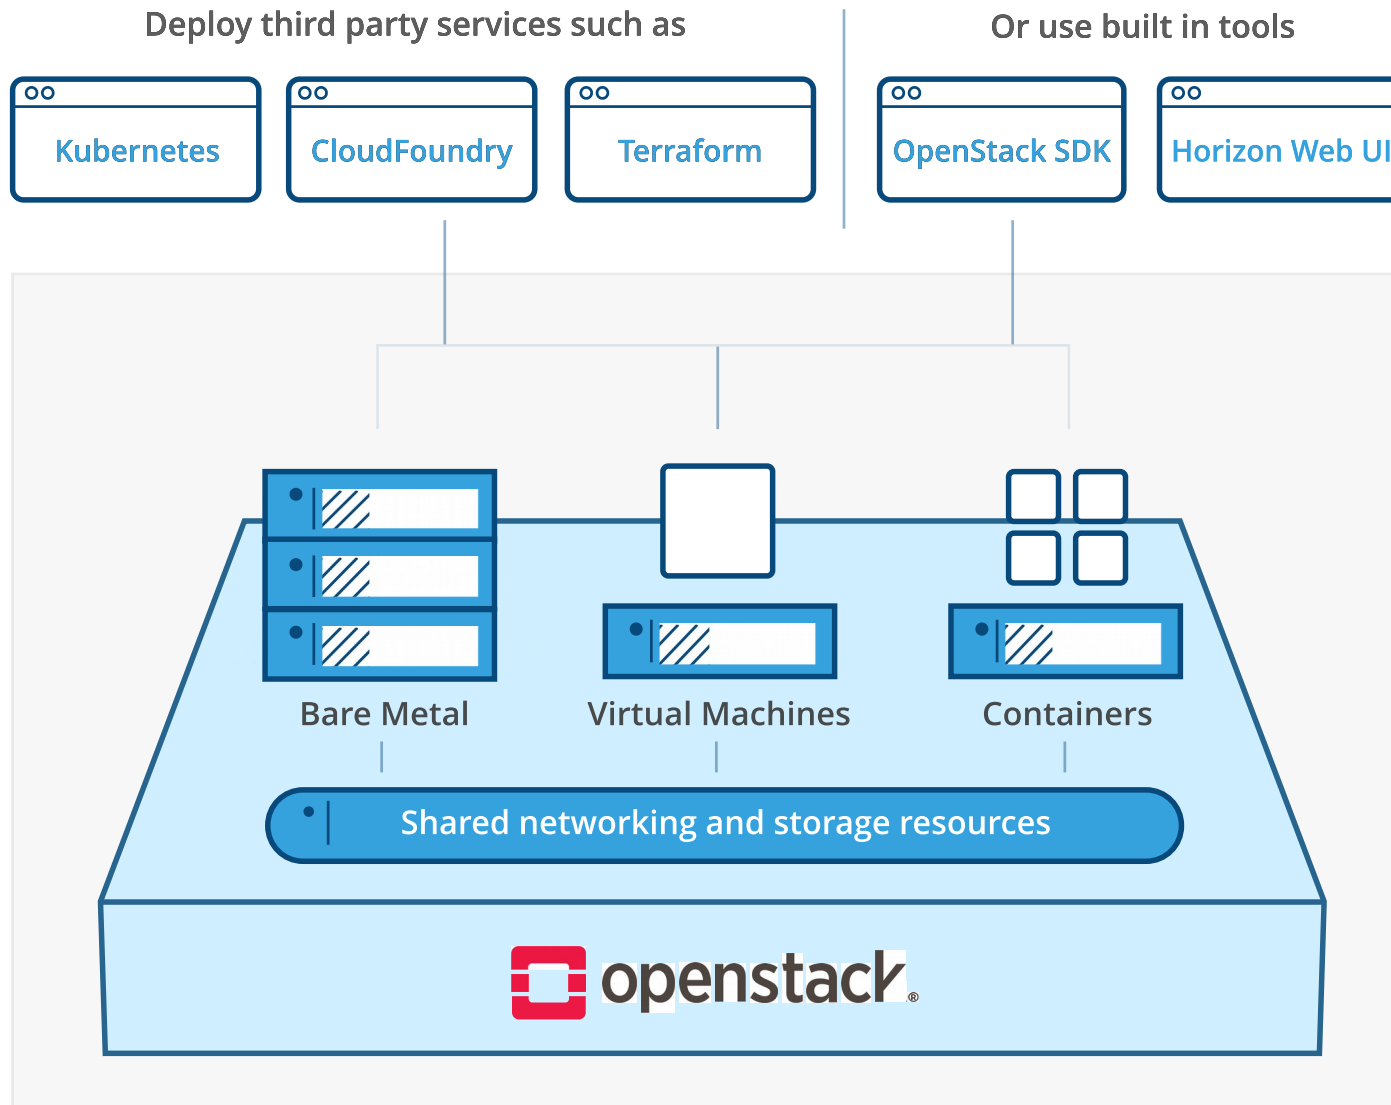 Deploy third party services such as
Or use built in tools
Kubernetes
CloudFoundry
Terraform
OpenStack SDK
Horizon Web UI
Bare Metal
Virtual Machines
Containers
Shared networking and storage resources
openstack®